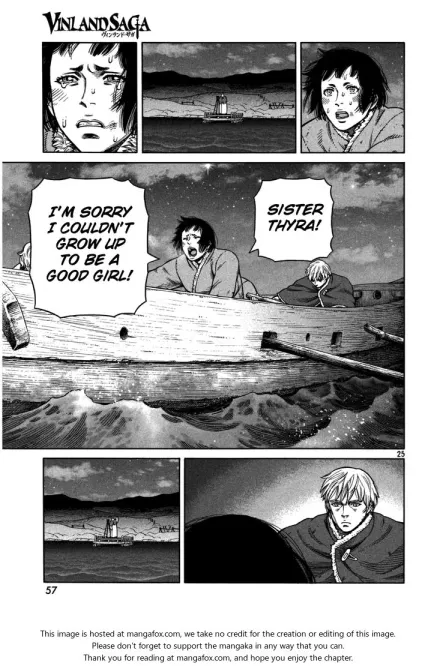 VINLAND SAGA
ヴィンランド・サガ
SISTER
THYRA!
I'M SORRY
I COULDN'T
GROW UP
TO BE A
GOOD GIRL!
25
57
This image is hosted at mangafox.com, we take no credit for the creation or editing of this image.
Please don't forget to support the mangaka in any way that you can.
Thank you for reading at mangafox.com, and hope you enjoy the chapter.